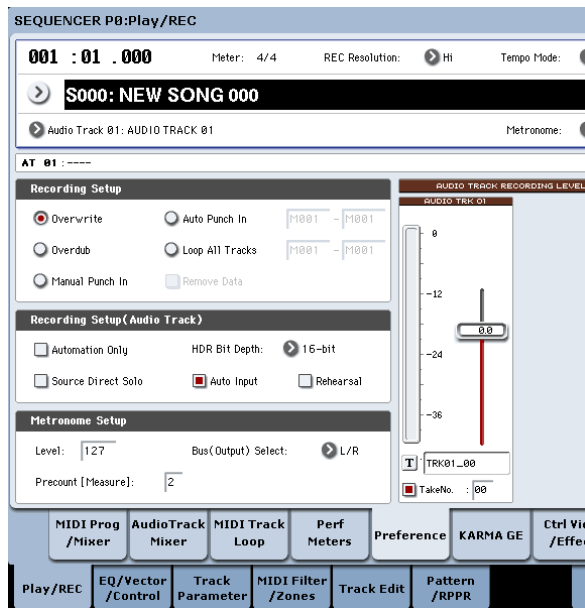 SEQUENCER P0:Play/REC
001 :01 .000 Meter: 4/4 REC Resolution: Hi Tempo Mode:
S000: NEW SONG 000
Audio Track 01: AUDIO TRACK 01 Metronome:
AT 01 :----
Recording Setup
Overwrite Auto Punch In M001 - M001
Overdub Loop All Tracks M001 - M001
Manual Punch In Remove Data
Recording Setup(Audio Track)
Automation Only HDR Bit Depth: 16-bit
Source Direct Solo Auto Input Rehearsal
Metronome Setup
Level: 127 Bus(Output) Select: L/R
Precount [Measure]: 2
AUDIO TRACK RECORDING LEVEL
AUDIO TRK 01
0
-12
0.0
-24
-36
T TRK01_00
TakeNo. : 00
MIDI Prog /Mixer
AudioTrack Mixer
MIDI Track Loop
Perf Meters
Preference
KARMA GE
Play/REC
EQ/Vector /Control
Track Parameter
MIDI Filter /Zones
Track Edit
Pattern /RPPR